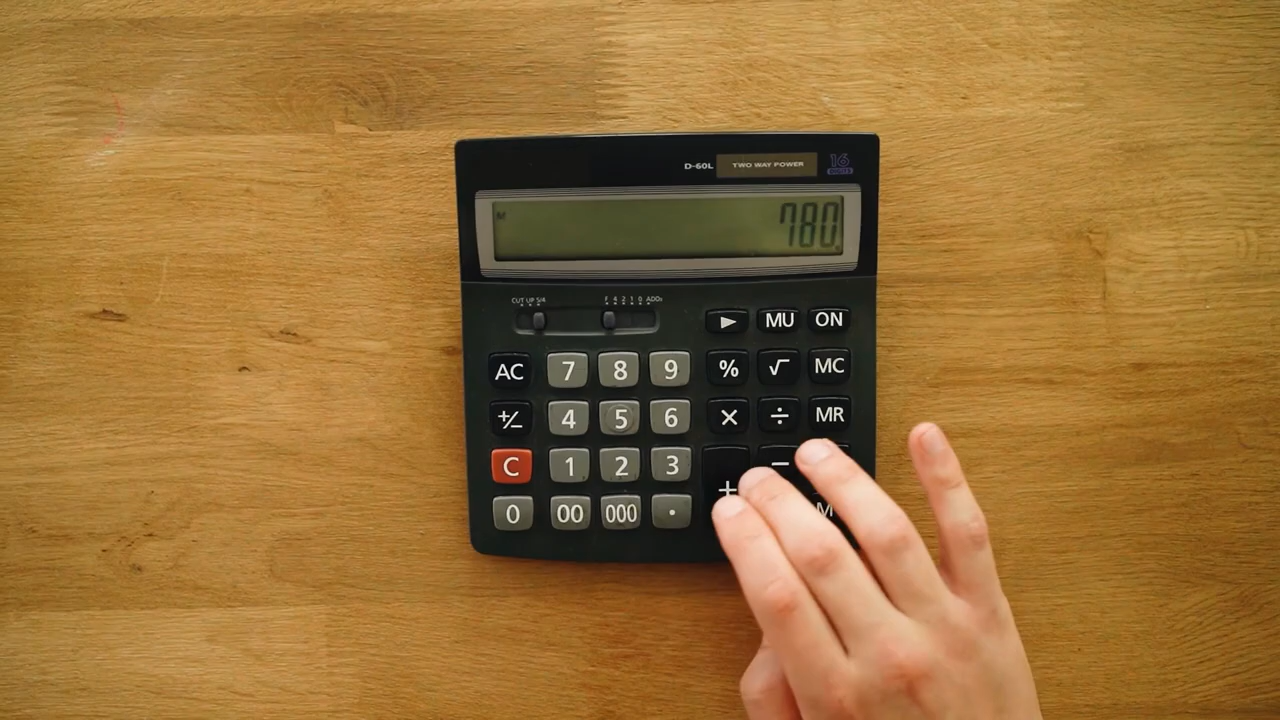 D-60L TWO WAY POWER 16 DIGITS
M 780.
CUT UP 5/4 F 4 2 1 0 ADD₂
▶ MU ON
AC 7 8 9 % √ MC
+/− 4 5 6 × ÷ MR
C 1 2 3 + −
0 00 000 · M